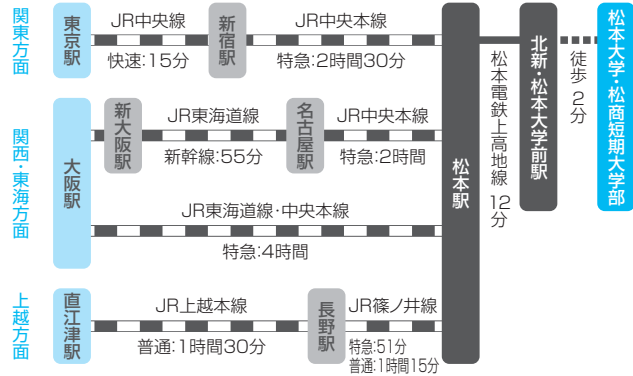 関東方面
東京駅
JR中央線
快速：15分
新宿駅
JR中央本線
特急：2時間30分
関西・東海方面
大阪駅
新大阪駅
JR東海道線
新幹線：55分
名古屋駅
JR中央本線
特急：2時間
JR東海道線・中央本線
特急：4時間
上越方面
直江津駅
JR上越本線
普通：1時間30分
長野駅
JR篠ノ井線
特急：51分
普通：1時間15分
松本駅
松本電鉄上高地線 12分
北新・松本大学前駅
徒歩 2分
松本大学・松商短期大学部